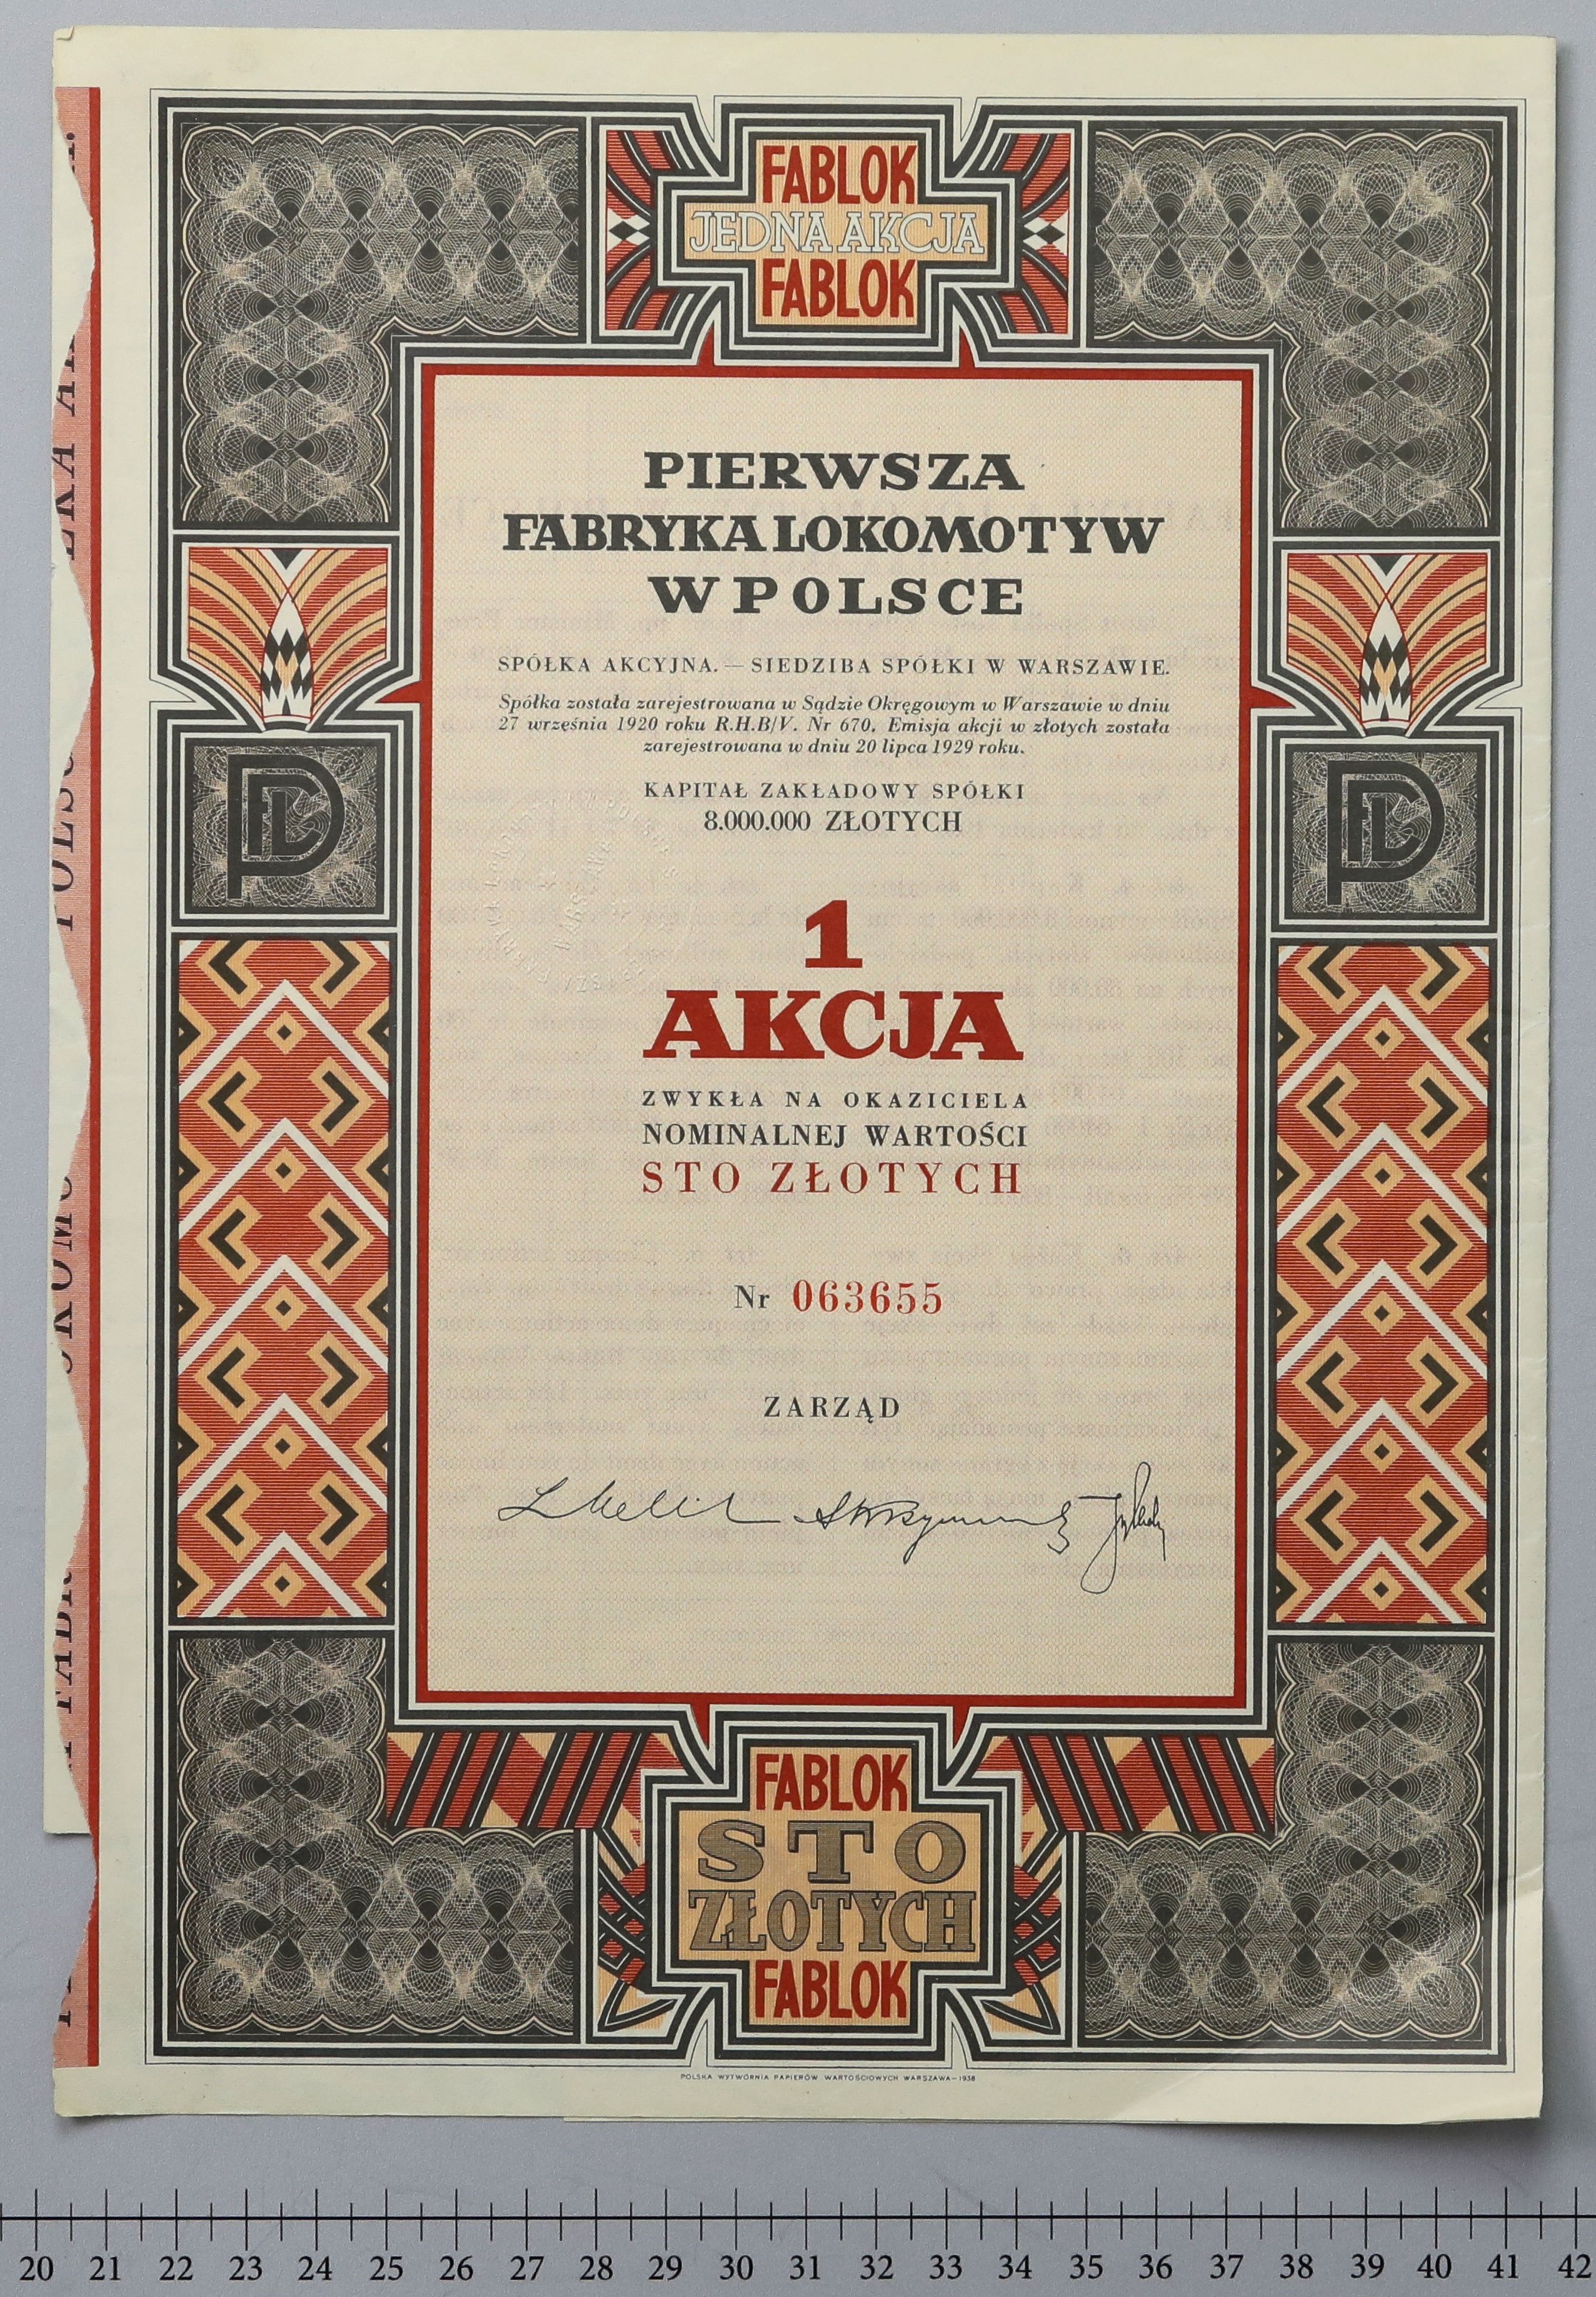 FABLOK
JEDNA AKCJA
FABLOK
PIERWSZA
FABRYKA LOKOMOTYW
W POLSCE
SPÓŁKA AKCYJNA. — SIEDZIBA SPÓŁKI W WARSZAWIE.
Spółka została zarejestrowana w Sądzie Okręgowym w Warszawie w dniu
27 września 1920 roku R.H.B/V. Nr 670. Emisja akcji w złotych została
zarejestrowana w dniu 20 lipca 1929 roku.
KAPITAŁ ZAKŁADOWY SPÓŁKI
8.000.000 ZŁOTYCH
WARSZAWA
1
AKCJA
ZWYKŁA NA OKAZICIELA
NOMINALNEJ WARTOŚCI
STO ZŁOTYCH
Nr 063655
ZARZĄD
FABLOK
STO
ZŁOTYCH
FABLOK
POLSKA WYTWÓRNIA PAPIERÓW WARTOŚCIOWYCH WARSZAWA—1938
20 21 22 23 24 25 26 27 28 29 30 31 32 33 34 35 36 37 38 39 40 41 42